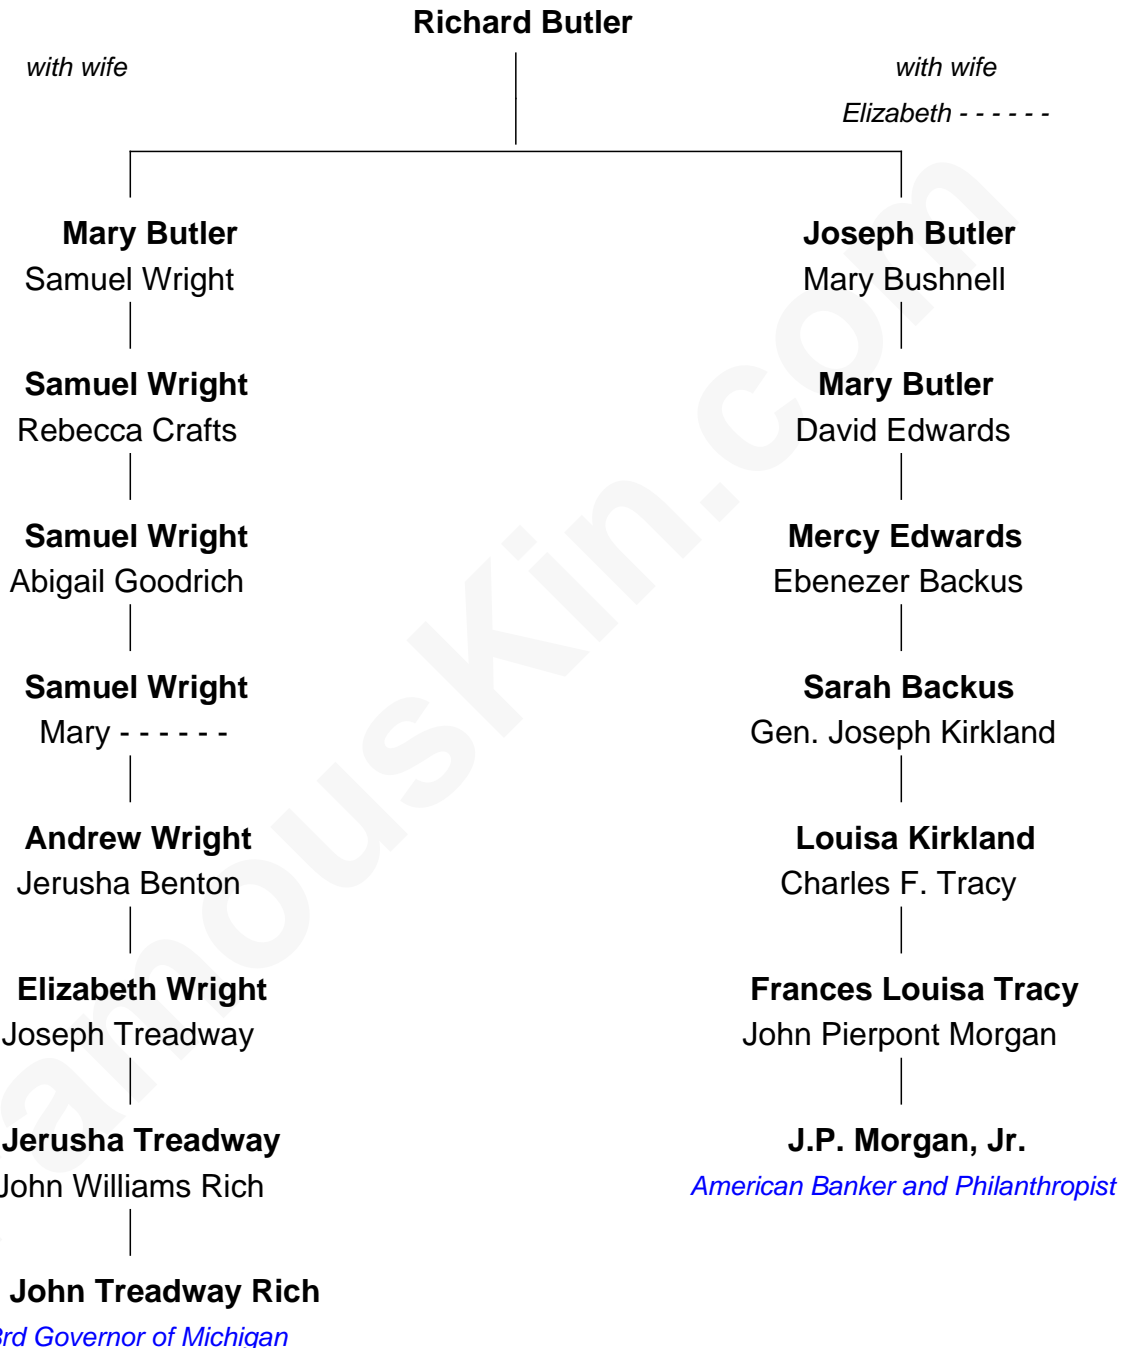 Richard Butler
with wife
with wife
Elizabeth - - - - - -
Mary Butler
Samuel Wright
Joseph Butler
Mary Bushnell
Samuel Wright
Rebecca Crafts
Mary Butler
David Edwards
Samuel Wright
Abigail Goodrich
Mercy Edwards
Ebenezer Backus
Samuel Wright
Mary - - - - - -
Sarah Backus
Gen. Joseph Kirkland
Andrew Wright
Jerusha Benton
Louisa Kirkland
Charles F. Tracy
Elizabeth Wright
Joseph Treadway
Frances Louisa Tracy
John Pierpont Morgan
Jerusha Treadway
John Williams Rich
J.P. Morgan, Jr.
American Banker and Philanthropist
John Treadway Rich
3rd Governor of Michigan
amousKin.com